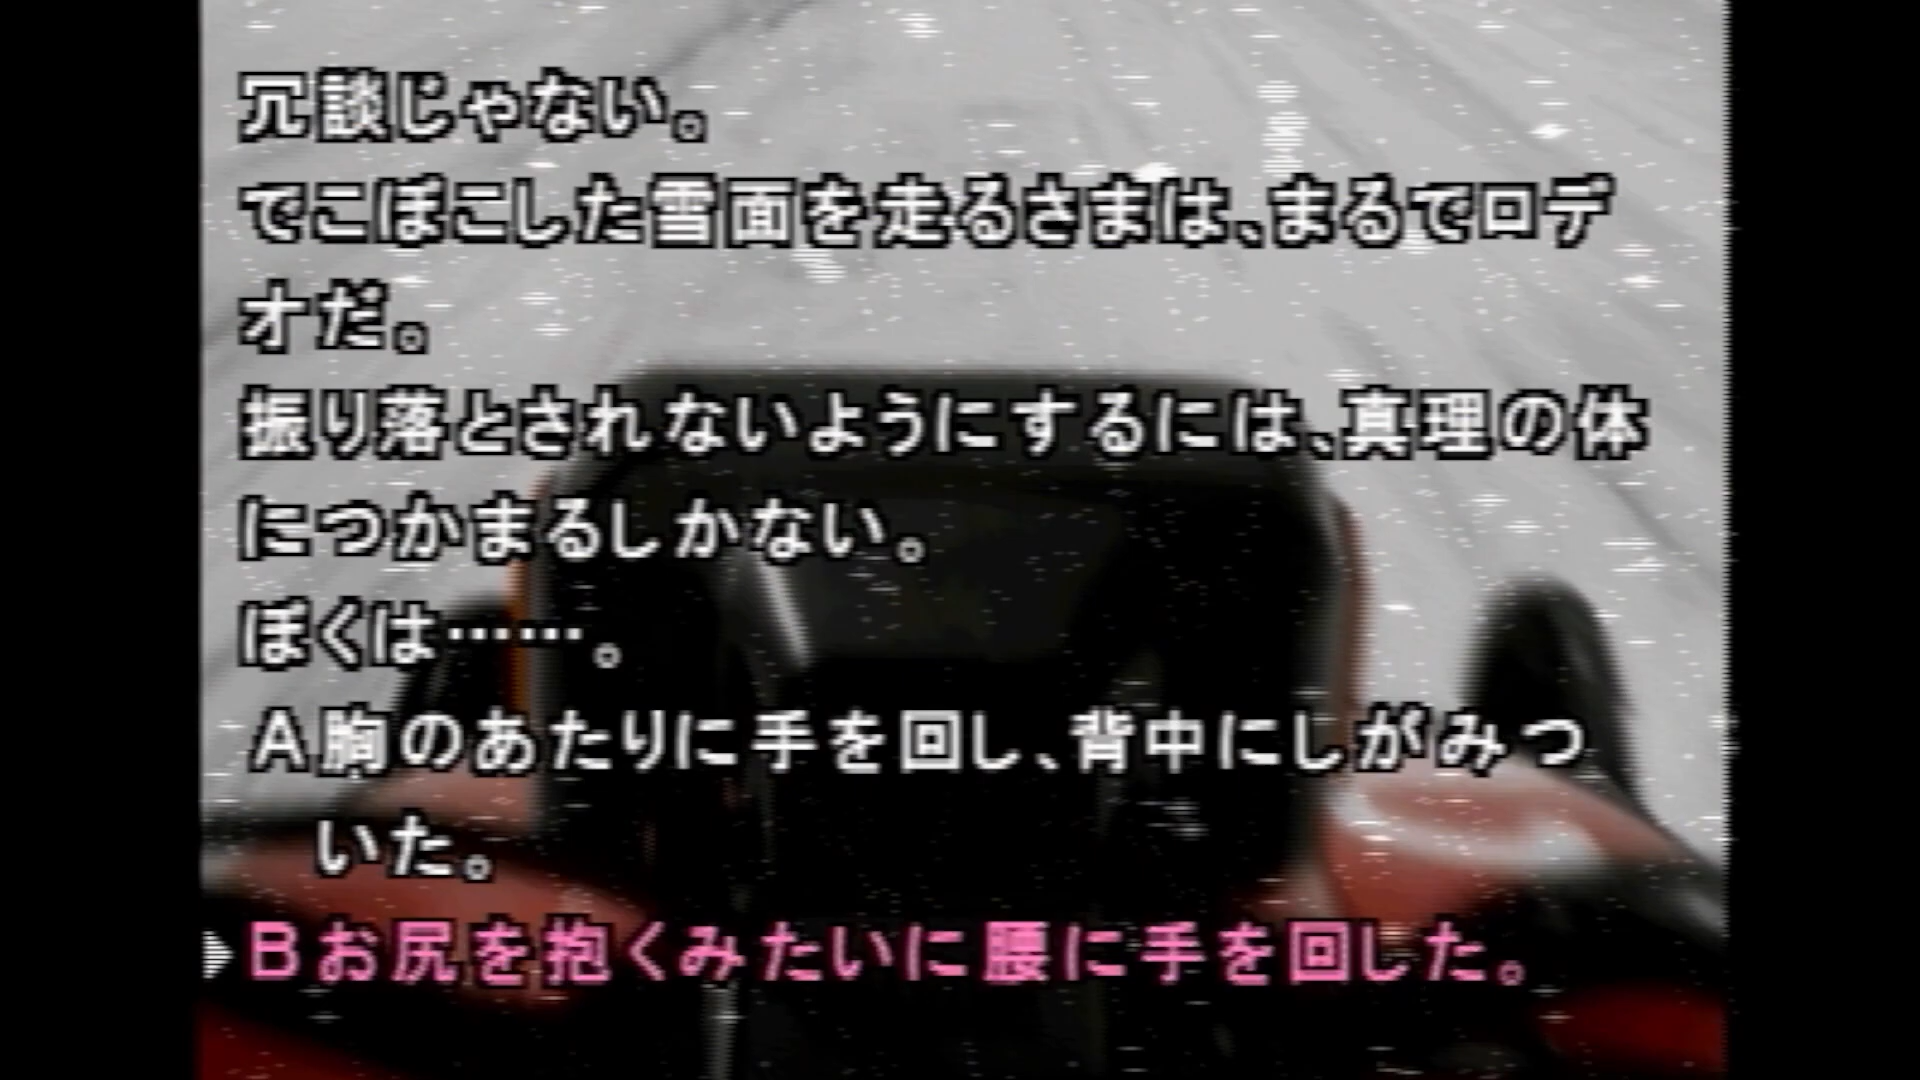 冗談じゃない。
でこぼこした雪面を走るさまは、まるでロデ
オだ。
振り落とされないようにするには、真理の体
につかまるしかない。
ぼくは……。
A胸のあたりに手を回し、背中にしがみつ
いた。
Bお尻を抱くみたいに腰に手を回した。